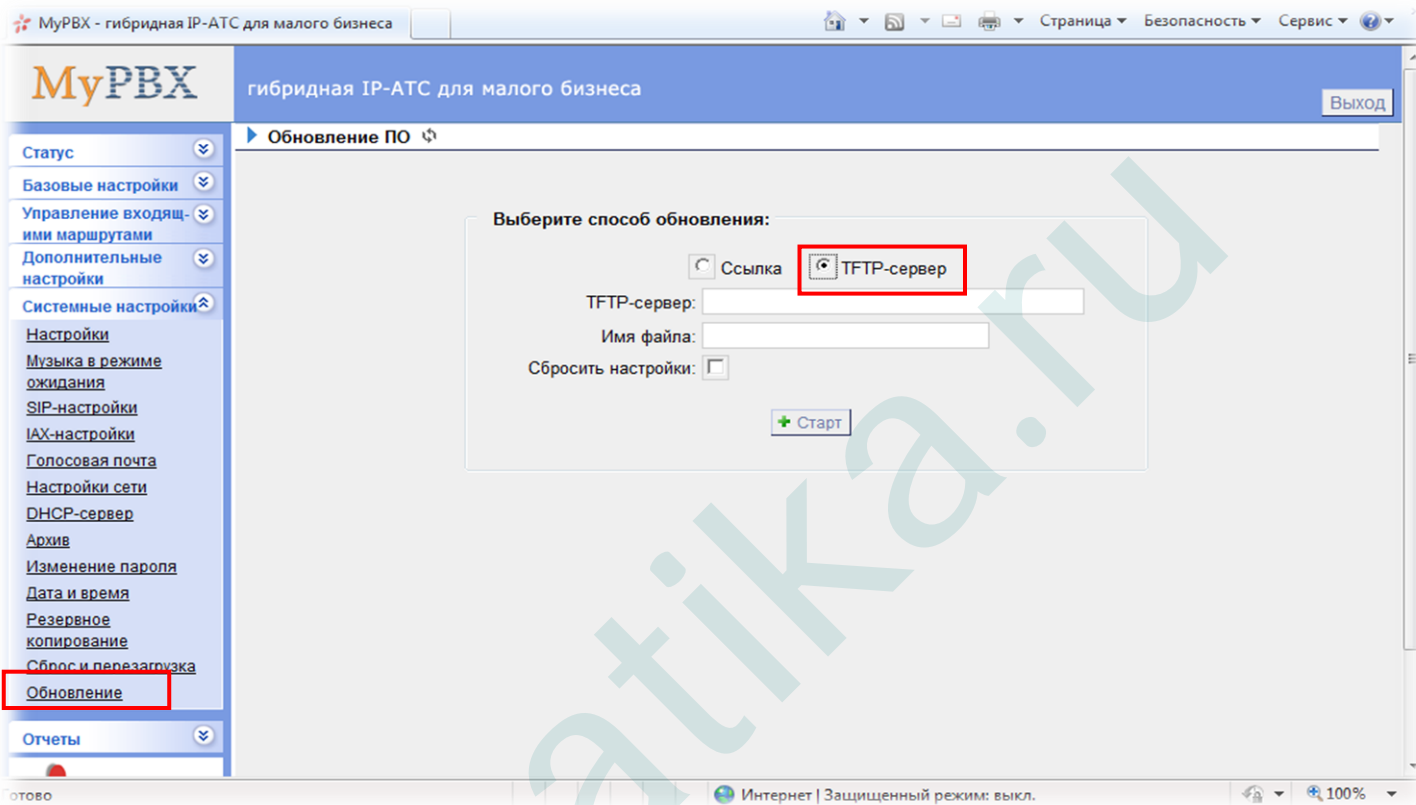 MyPBX - гибридная IP-АТС для малого бизнеса
Страница Безопасность Сервис
MyPBX
гибридная IP-АТС для малого бизнеса
Выход
Статус
Базовые настройки
Управление входящ-
ими маршрутами
Дополнительные
настройки
Системные настройки
Настройки
Музыка в режиме
ожидания
SIP-настройки
IAX-настройки
Голосовая почта
Настройки сети
DHCP-сервер
Архив
Изменение пароля
Дата и время
Резервное
копирование
Сброс и перезагрузка
Обновление
Отчеты
Обновление ПО
Выберите способ обновления:
Ссылка TFTP-сервер
TFTP-сервер:
Имя файла:
Сбросить настройки:
Старт
atika.ru
отово
Интернет | Защищенный режим: выкл.
100%